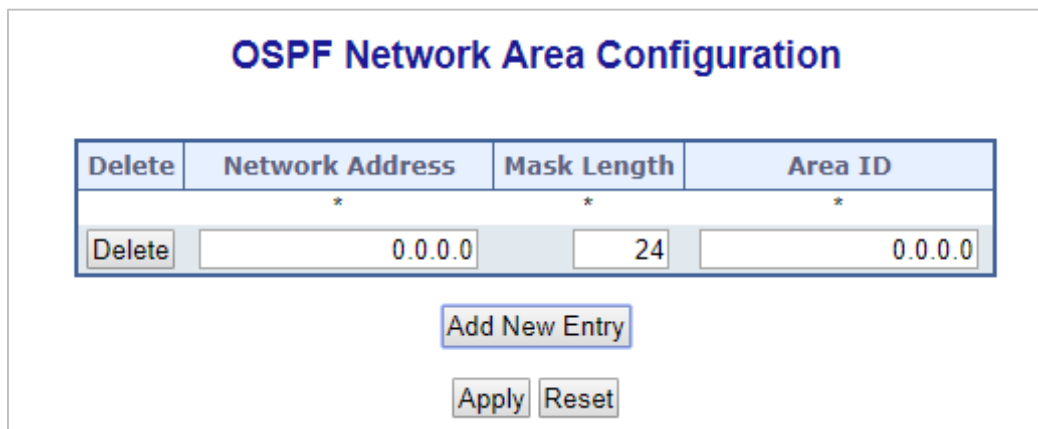 OSPF Network Area Configuration
Delete Network Address Mask Length Area ID
* * *
Delete 0.0.0.0 24 0.0.0.0
Add New Entry
Apply Reset